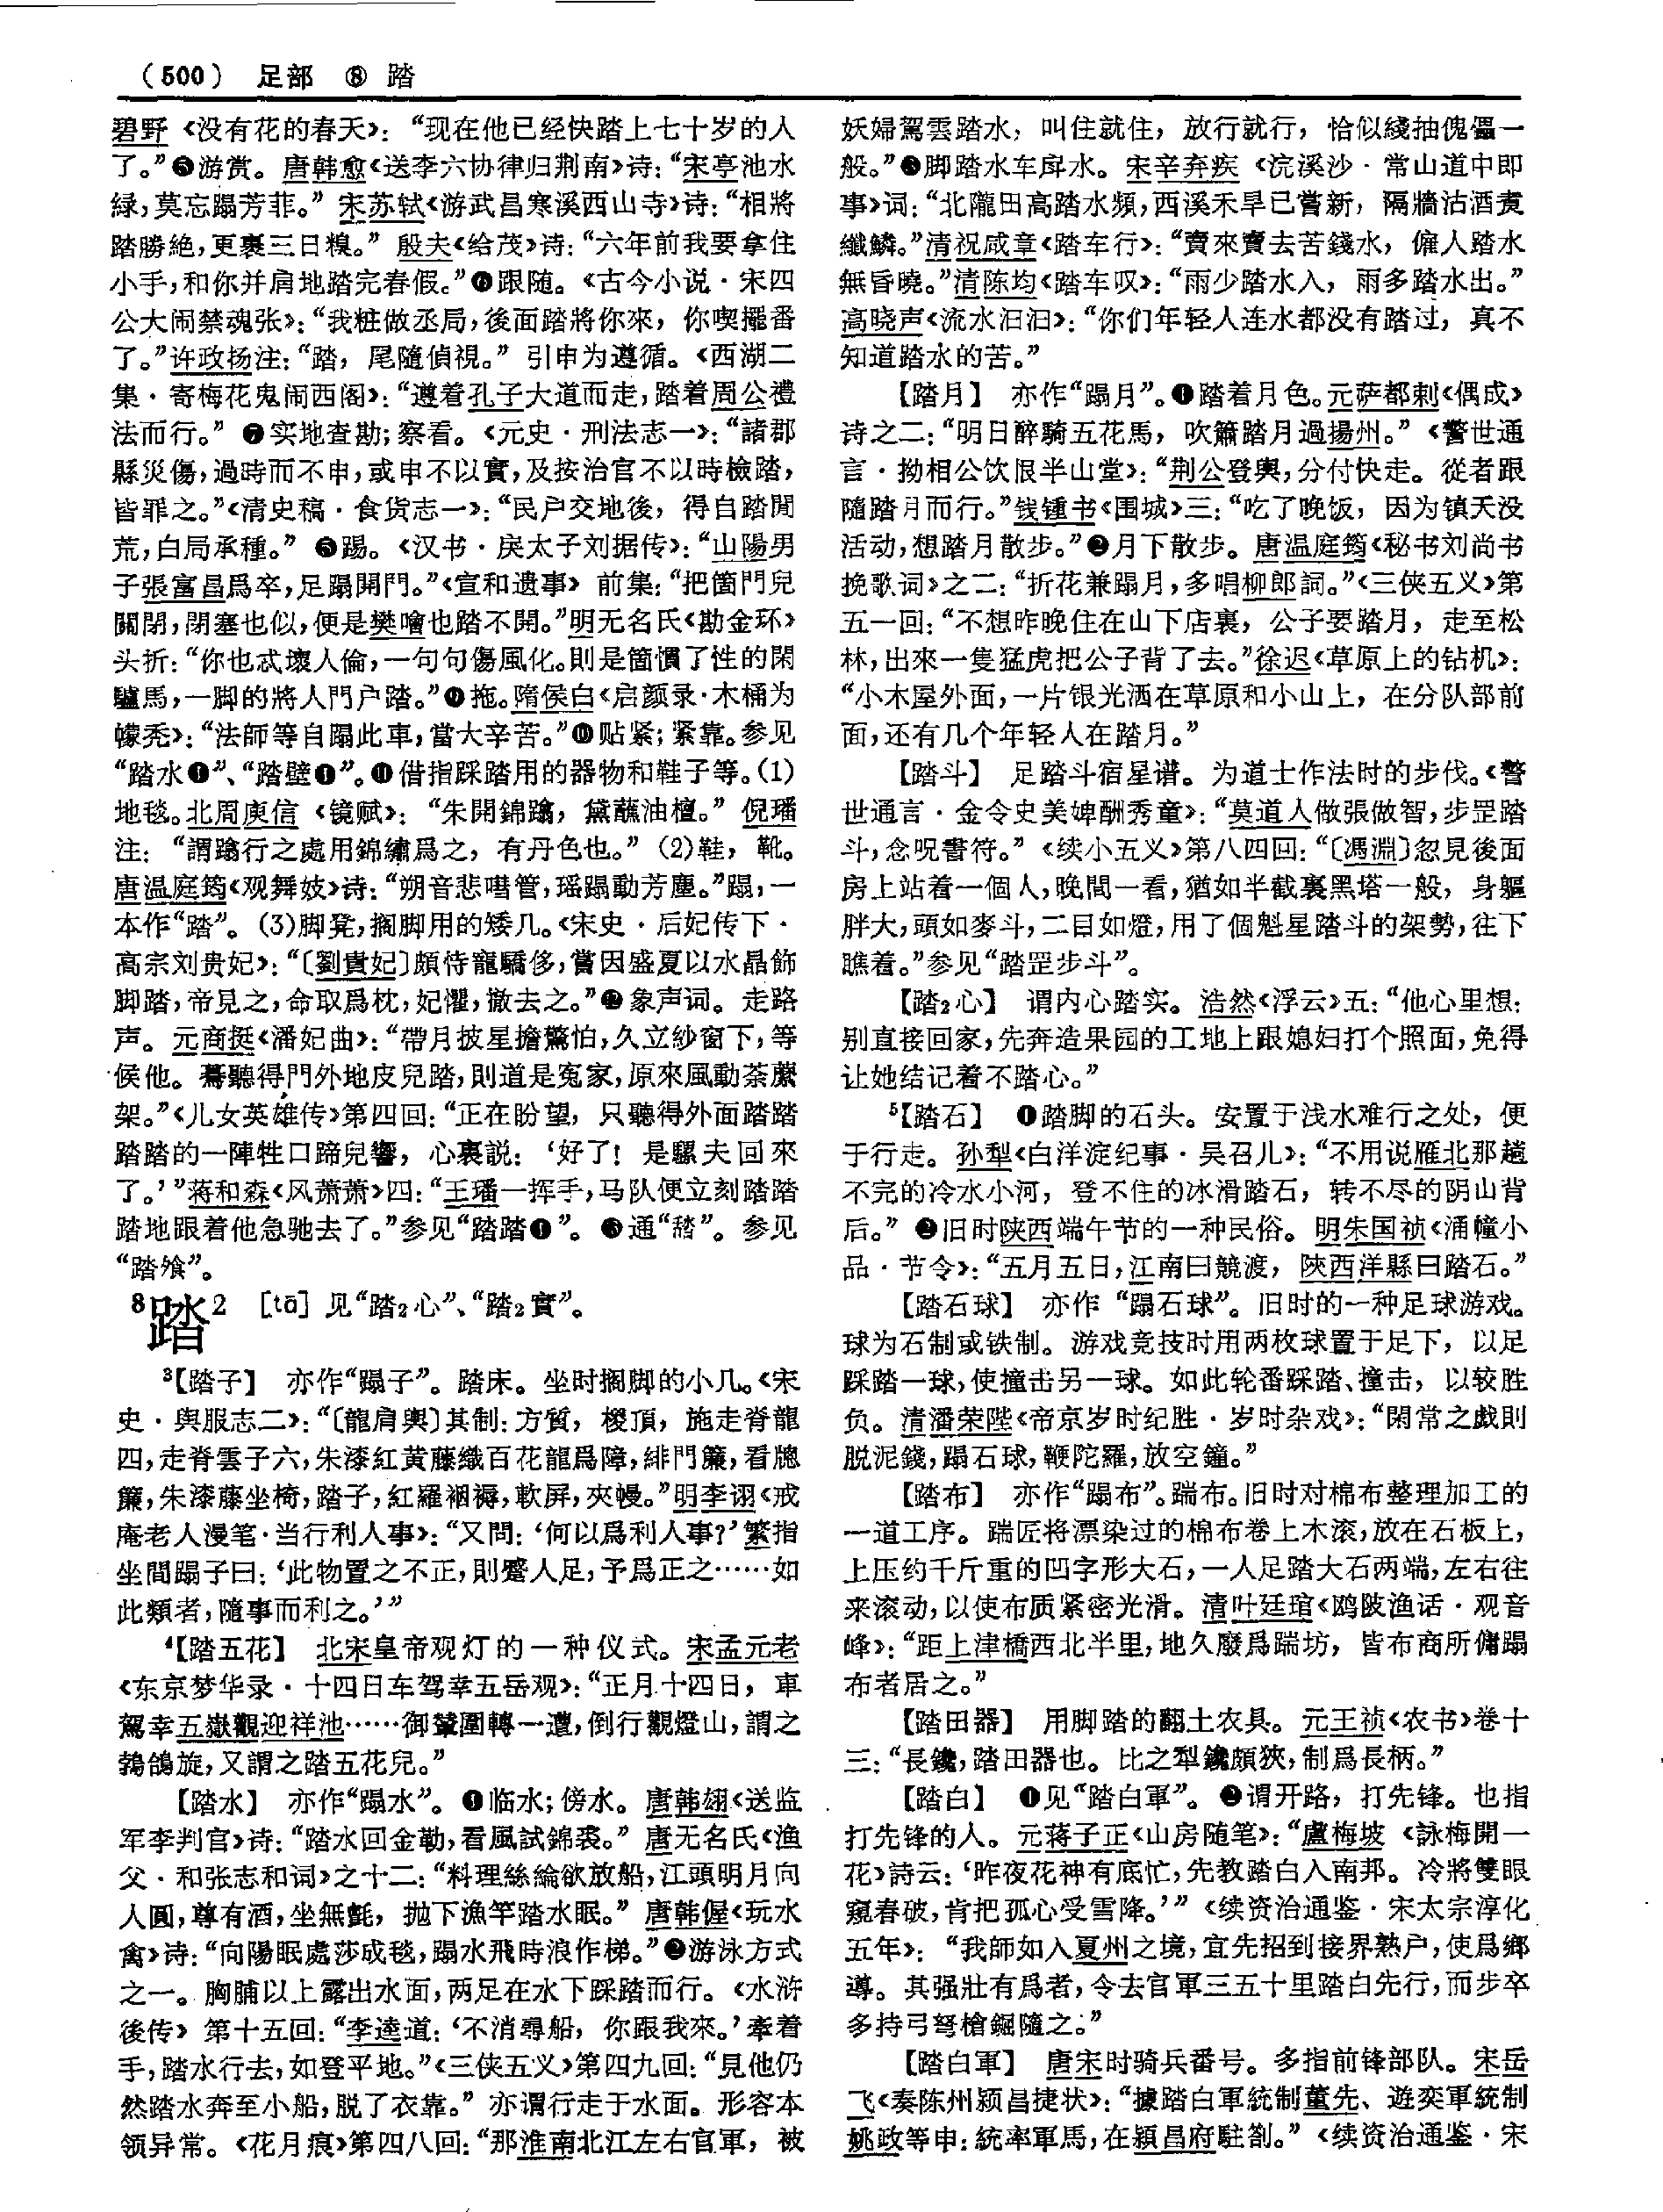 （500） 足部 ⑧ 踏
碧野《没有花的春天》：“现在他已经快踏上七十岁的人
了。”❺游赏。唐韩愈《送李六协律归荆南》诗：“宋亭池水
緑，莫忘蹋芳菲。”宋苏轼《游武昌寒溪西山寺》诗：“相將
踏勝絶，更裹三日糗。”殷夫《给茂》诗：“六年前我要拿住
小手，和你并肩地踏完春假。”❻跟随。《古今小说·宋四
公大闹禁魂张》：“我粧做丞局，後面踏將你來，你喫擺番
了。”许政扬注：“踏，尾隨偵視。”引申为遵循。《西湖二
集·寄梅花鬼闹西阁》：“遵着孔子大道而走，踏着周公禮
法而行。”❼实地查勘；察看。《元史·刑法志一》：“諸郡
縣災傷，過時而不申，或申不以實，及按治官不以時檢踏，
皆罪之。”《清史稿·食货志一》：“民户交地後，得自踏閒
荒，白局承種。”❽踢。《汉书·戾太子刘据传》：“山陽男
子張富昌爲卒，足蹋開門。”《宣和遗事》前集：“把箇門兒
關閉，閉塞也似，便是樊噲也踏不開。”明无名氏《勘金环》
头折：“你也忒壞人倫，一句句傷風化。則是箇慣了性的閑
驢馬，一脚的將人門户踏。”❾拖。隋侯白《启颜录·木桶为
幪秃》：“法師等自蹋此車，當大辛苦。”❿贴紧；紧靠。参见
“踏水❶”、“踏壁❶”。⓫借指踩踏用的器物和鞋子等。(1)
地毯。北周庾信《镜赋》：“朱開錦蹹，黛蘸油檀。”倪璠
注：“謂蹹行之處用錦繡爲之，有丹色也。”(2)鞋，靴。
唐温庭筠《观舞妓》诗：“朔音悲嘒管，瑶蹋動芳塵。”蹋，一
本作“踏”。(3)脚凳，搁脚用的矮几。《宋史·后妃传下·
高宗刘贵妃》：“〔劉貴妃〕頗恃寵驕侈，嘗因盛夏以水晶飾
脚踏，帝見之，命取爲枕，妃懼，撤去之。”⓬象声词。走路
声。元商挺《潘妃曲》：“帶月披星擔驚怕，久立紗窗下，等
侯他。驀聽得門外地皮兒踏，則道是寃家，原來風動荼䕷
架。”《儿女英雄传》第四回：“正在盼望，只聽得外面踏踏
踏踏的一陣牲口蹄兒響，心裏説：‘好了！是騾夫回來
了。’”蒋和森《风萧萧》四：“王璠一挥手，马队便立刻踏踏
踏地跟着他急驰去了。”参见“踏踏❶”。⓭通“䜚”。参见
“踏飧”。
8踏2 ［tā］见“踏₂心”、“踏₂實”。
³【踏子】 亦作“蹋子”。踏床。坐时搁脚的小几。《宋
史·舆服志二》：“〔龍肩輿〕其制：方質，椶頂，施走脊龍
四，走脊雲子六，朱漆紅黃藤織百花龍爲障，緋門簾，看牕
簾，朱漆藤坐椅，踏子，紅羅裀褥，軟屏，夾幔。”明李诩《戒
庵老人漫笔·当行利人事》：“又問：‘何以爲利人事？’繁指
坐間蹋子曰：‘此物置之不正，則蹙人足，予爲正之……如
此類者，隨事而利之。’”
⁴【踏五花】 北宋皇帝观灯的一种仪式。宋孟元老
《东京梦华录·十四日车驾幸五岳观》：“正月十四日，車
駕幸五嶽觀迎祥池……御輦團轉一遭，倒行觀燈山，謂之
鵓鴿旋，又謂之踏五花兒。”
【踏水】 亦作“蹋水”。❶临水；傍水。唐韩翃《送监
军李判官》诗：“踏水回金勒，看風試錦裘。”唐无名氏《渔
父·和张志和词》之十二：“料理絲綸欲放船，江頭明月向
人圓，尊有酒，坐無氈，抛下漁竿踏水眠。”唐韩偓《玩水
禽》诗：“向陽眠處莎成毯，蹋水飛時浪作梯。”❷游泳方式
之一。胸脯以上露出水面，两足在水下踩踏而行。《水浒
後传》第十五回：“李逵道：‘不消尋船，你跟我來。’牽着
手，踏水行去，如登平地。”《三侠五义》第四九回：“見他仍
然踏水奔至小船，脱了衣靠。”亦谓行走于水面。形容本
领异常。《花月痕》第四八回：“那淮南北江左右官軍，被
妖婦駕雲踏水，叫住就住，放行就行，恰似綫抽傀儡一
般。”❸脚踏水车戽水。宋辛弃疾《浣溪沙·常山道中即
事》词：“北隴田高踏水頻，西溪禾早已嘗新，隔牆沽酒煮
纖鱗。”清祝咸章《踏车行》：“賣來賣去苦錢水，僱人踏水
無昏曉。”清陈均《踏车叹》：“雨少踏水入，雨多踏水出。”
高晓声《流水汩汩》：“你们年轻人连水都没有踏过，真不
知道踏水的苦。”
【踏月】 亦作“蹋月”。❶踏着月色。元萨都剌《偶成》
诗之二：“明日醉騎五花馬，吹簫踏月過揚州。”《警世通
言·拗相公饮恨半山堂》：“荆公登輿，分付快走。從者跟
隨踏月而行。”钱锺书《围城》三：“吃了晚饭，因为镇天没
活动，想踏月散步。”❷月下散步。唐温庭筠《秘书刘尚书
挽歌词》之二：“折花兼蹋月，多唱柳郎詞。”《三侠五义》第
五一回：“不想昨晚住在山下店裏，公子要踏月，走至松
林，出來一隻猛虎把公子背了去。”徐迟《草原上的钻机》：
“小木屋外面，一片银光洒在草原和小山上，在分队部前
面，还有几个年轻人在踏月。”
【踏斗】 足踏斗宿星谱。为道士作法时的步伐。《警
世通言·金令史美婢酬秀童》：“莫道人做張做智，步罡踏
斗，念呪書符。”《续小五义》第八四回：“〔馮淵〕忽見後面
房上站着一個人，晚間一看，猶如半截裏黑塔一般，身軀
胖大，頭如麥斗，二目如燈，用了個魁星踏斗的架勢，往下
瞧着。”参见“踏罡步斗”。
【踏₂心】 谓内心踏实。浩然《浮云》五：“他心里想：
别直接回家，先奔造果园的工地上跟媳妇打个照面，免得
让她结记着不踏心。”
⁵【踏石】 ❶踏脚的石头。安置于浅水难行之处，便
于行走。孙犁《白洋淀纪事·吴召儿》：“不用说雁北那趟
不完的冷水小河，登不住的冰滑踏石，转不尽的阴山背
后。”❷旧时陕西端午节的一种民俗。明朱国祯《涌幢小
品·节令》：“五月五日，江南曰競渡，陝西洋縣曰踏石。”
【踏石球】 亦作“蹋石球”。旧时的一种足球游戏。
球为石制或铁制。游戏竞技时用两枚球置于足下，以足
踩踏一球，使撞击另一球。如此轮番踩踏、撞击，以较胜
负。清潘荣陛《帝京岁时纪胜·岁时杂戏》：“閑常之戲則
脱泥錢，蹋石球，鞭陀羅，放空鐘。”
【踏布】 亦作“蹋布”。踹布。旧时对棉布整理加工的
一道工序。踹匠将漂染过的棉布卷上木滚，放在石板上，
上压约千斤重的凹字形大石，一人足踏大石两端，左右往
来滚动，以使布质紧密光滑。清叶廷琯《鸥陂渔话·观音
峰》：“距上津橋西北半里，地久廢爲踹坊，皆布商所傭蹋
布者居之。”
【踏田器】 用脚踏的翻土农具。元王祯《农书》卷十
三：“長鑱，踏田器也。比之犁鑱頗狹，制爲長柄。”
【踏白】 ❶见“踏白軍”。❷谓开路，打先锋。也指
打先锋的人。元蒋子正《山房随笔》：“盧梅坡《詠梅開一
花》詩云：‘昨夜花神有底忙，先教踏白入南邦。冷將雙眼
窺春破，肯把孤心受雪降。’”《续资治通鉴·宋太宗淳化
五年》：“我師如入夏州之境，宜先招到接界熟户，使爲鄉
導。其强壯有爲者，令去官軍三五十里踏白先行，而步卒
多持弓弩槍鋸隨之。”
【踏白軍】 唐宋时骑兵番号。多指前锋部队。宋岳
飞《奏陈州颍昌捷状》：“據踏白軍統制董先、遊奕軍統制
姚政等申：統率軍馬，在潁昌府駐劄。”《续资治通鉴·宋